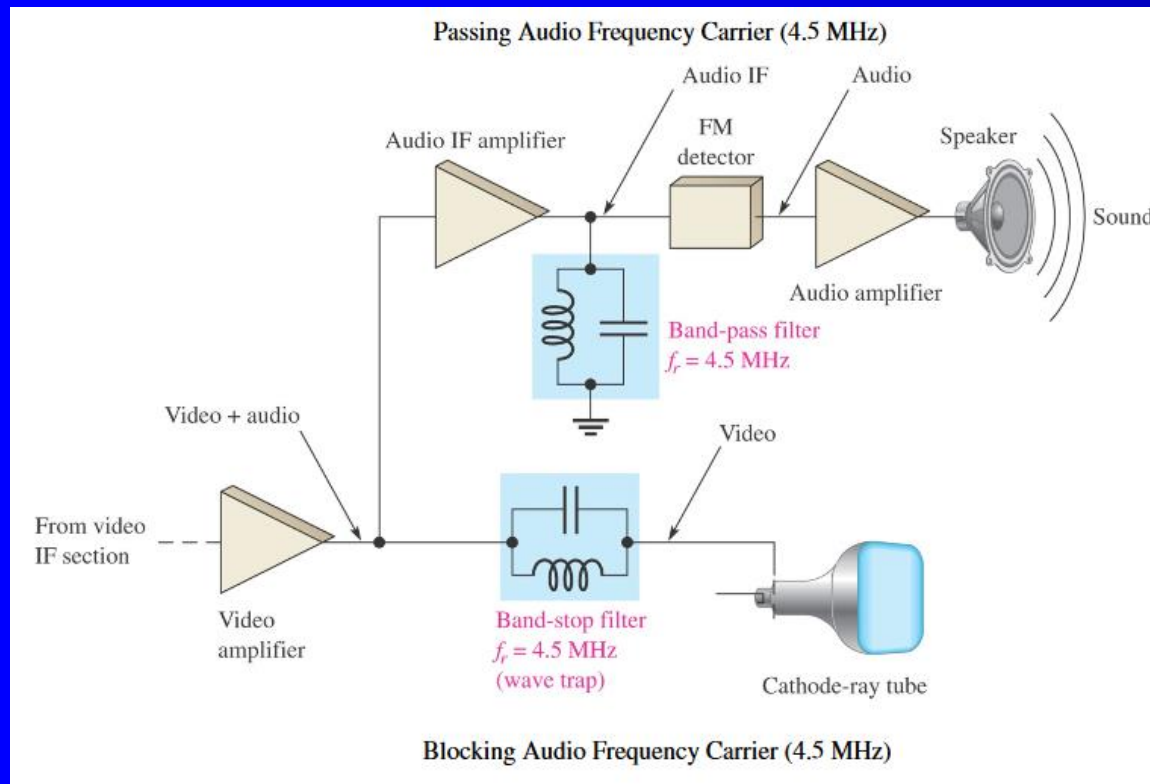 Passing Audio Frequency Carrier (4.5 MHz)
Audio IF
Audio
Audio IF amplifier
FM
detector
Speaker
Sound
Audio amplifier
Band-pass filter
fr = 4.5 MHz
Video + audio
Video
From video
IF section
Video
amplifier
Band-stop filter
fr = 4.5 MHz
(wave trap)
Cathode-ray tube
Blocking Audio Frequency Carrier (4.5 MHz)